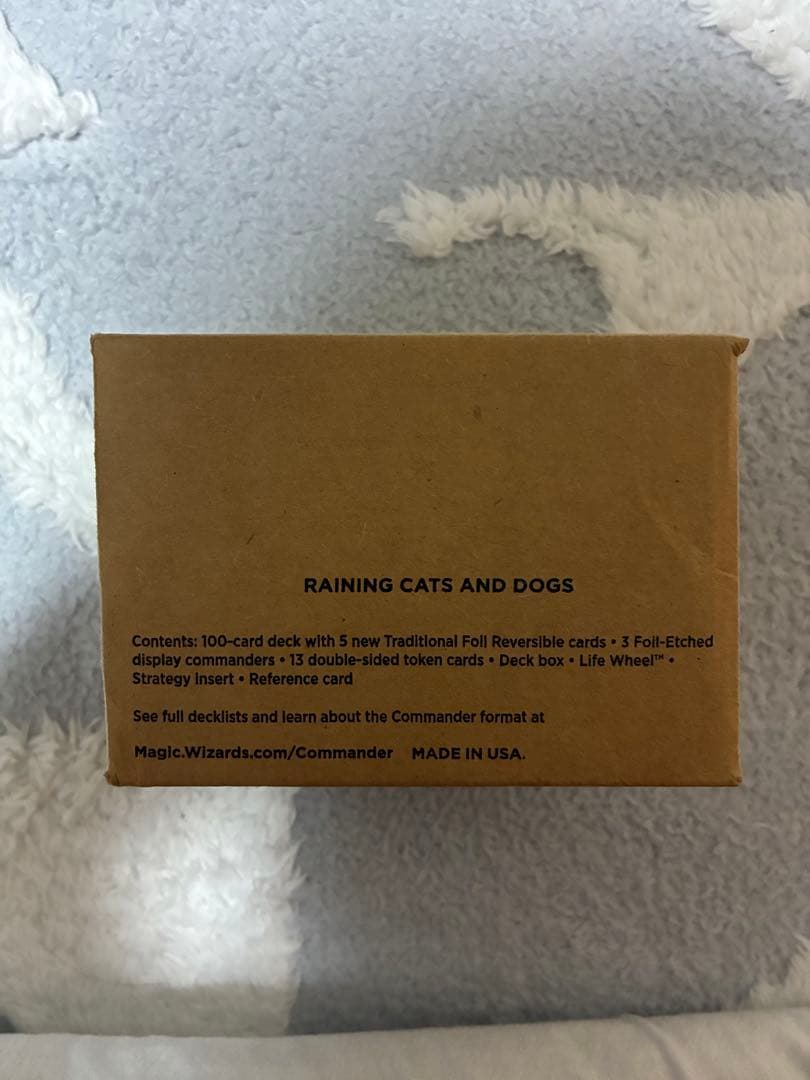 RAINING CATS AND DOGS
Contents: 100-card deck with 5 new Traditional Foil Reversible cards • 3 Foil-Etched
display commanders • 13 double-sided token cards • Deck box • Life Wheel™ •
Strategy insert • Reference card
See full decklists and learn about the Commander format at
Magic.Wizards.com/Commander MADE IN USA.